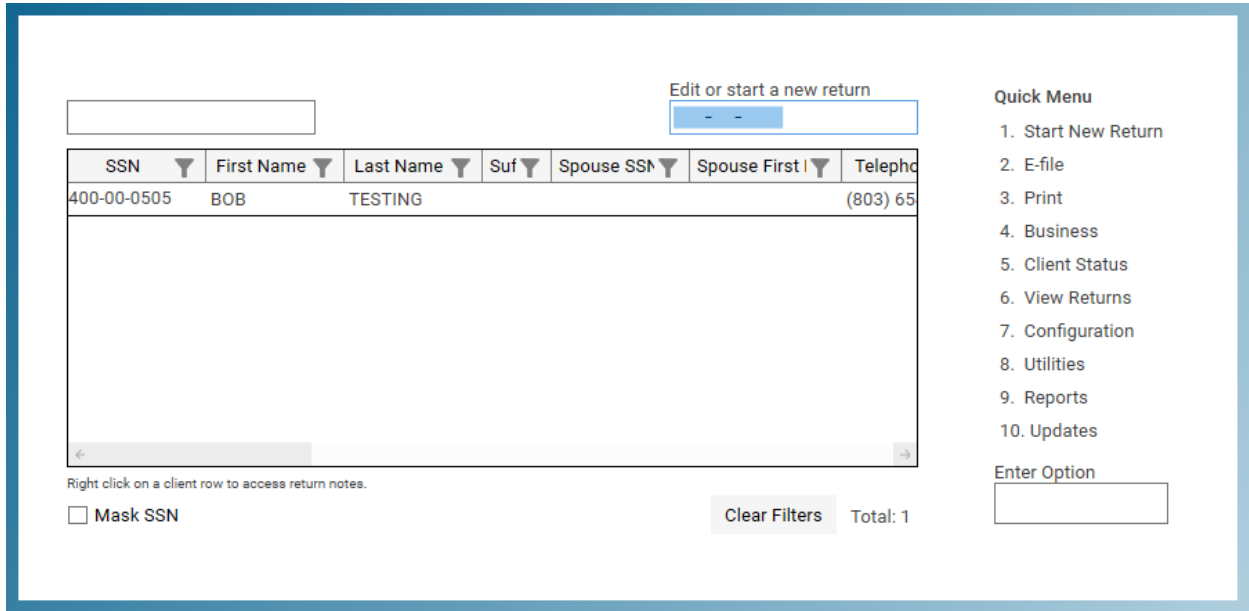 Edit or start a new return
- -
SSN First Name Last Name Suf Spouse SSN Spouse First Telepho
400-00-0505 BOB TESTING (803) 65
Right click on a client row to access return notes.
Mask SSN
Clear Filters Total: 1
Quick Menu
1. Start New Return
2. E-file
3. Print
4. Business
5. Client Status
6. View Returns
7. Configuration
8. Utilities
9. Reports
10. Updates
Enter Option